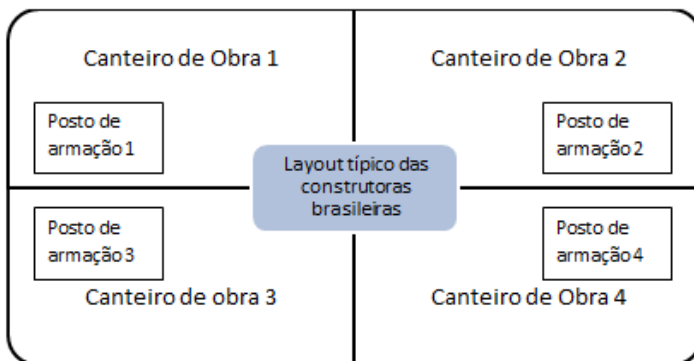 Canteiro de Obra 1
Canteiro de Obra 2
Posto de
armação 1
Posto de
armação 2
Layout típico das
construtoras
brasileiras
Posto de
armação 3
Posto de
armação 4
Canteiro de obra 3
Canteiro de Obra 4